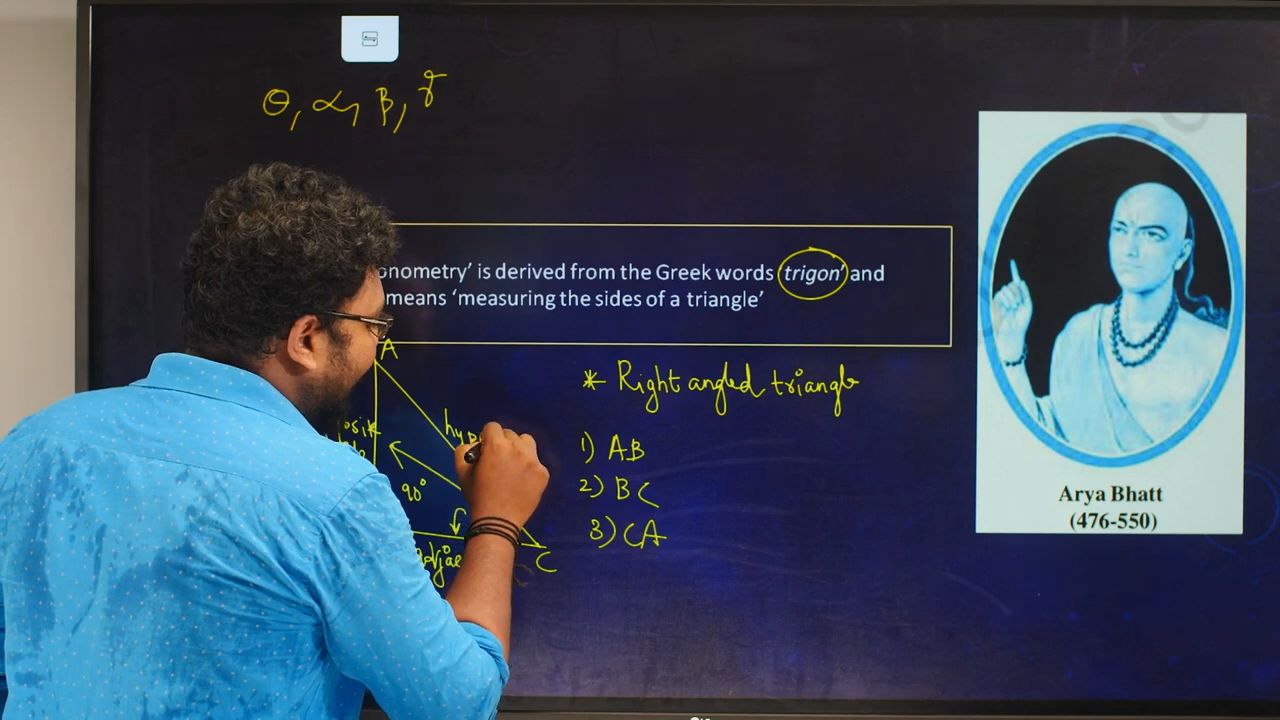 θ, α, β, γ
onometry’ is derived from the Greek words ‘trigon’ and
means ‘measuring the sides of a triangle’
A
* Right angled triangle
1) AB
2) BC
3) CA
90°
C
Arya Bhatt
(476-550)